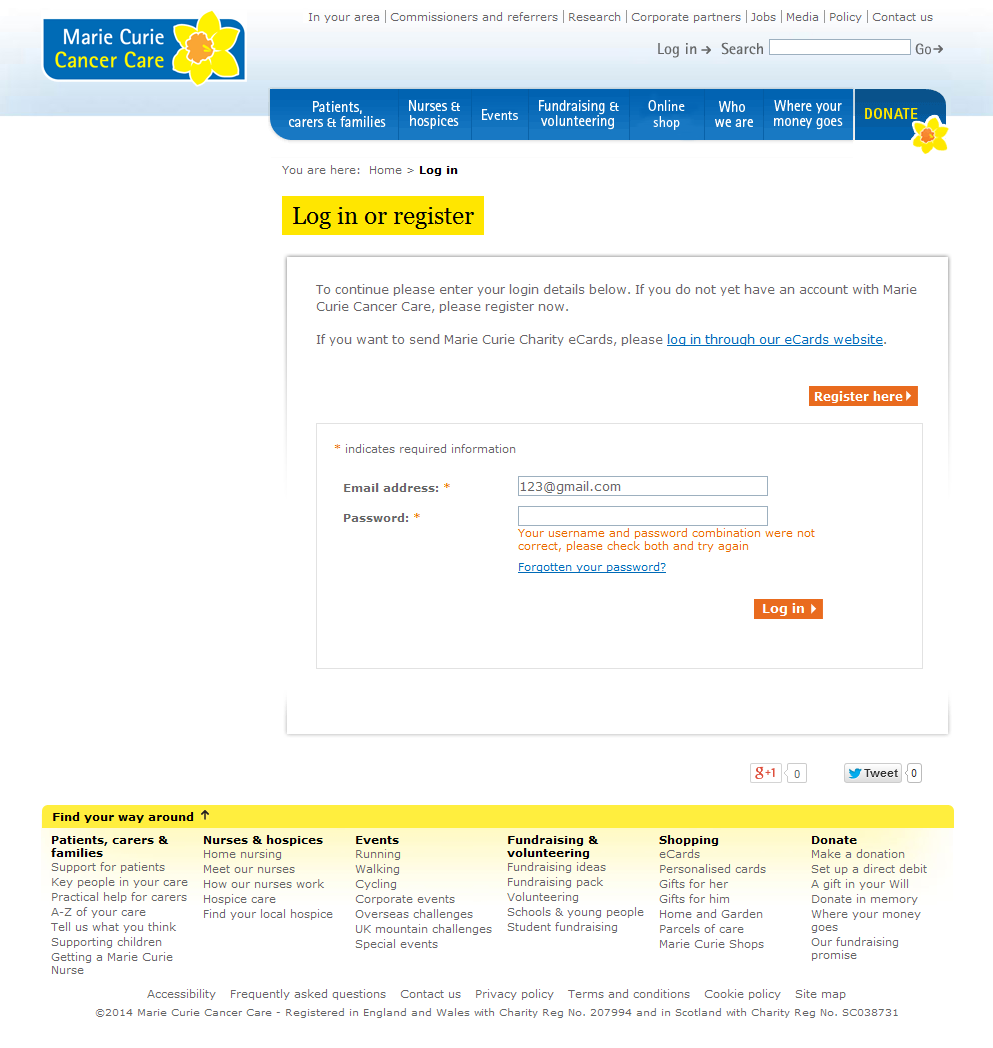 Marie Curie
Cancer Care
In your area | Commissioners and referrers | Research | Corporate partners | Jobs | Media | Policy | Contact us
Log in → Search Go→
Patients, carers & families
Nurses & hospices
Events
Fundraising & volunteering
Online shop
Who we are
Where your money goes
DONATE
You are here: Home > Log in
Log in or register
To continue please enter your login details below. If you do not yet have an account with Marie
Curie Cancer Care, please register now.
If you want to send Marie Curie Charity eCards, please log in through our eCards website.
Register here
* indicates required information
Email address: * 123@gmail.com
Password: *
Your username and password combination were not
correct, please check both and try again
Forgotten your password?
Log in
g+1 0 Tweet 0
Find your way around ↑
Patients, carers &
families
Support for patients
Key people in your care
Practical help for carers
A-Z of your care
Tell us what you think
Supporting children
Getting a Marie Curie
Nurse
Nurses & hospices
Home nursing
Meet our nurses
How our nurses work
Hospice care
Find your local hospice
Events
Running
Walking
Cycling
Corporate events
Overseas challenges
UK mountain challenges
Special events
Fundraising &
volunteering
Fundraising ideas
Fundraising pack
Volunteering
Schools & young people
Student fundraising
Shopping
eCards
Personalised cards
Gifts for her
Gifts for him
Home and Garden
Parcels of care
Marie Curie Shops
Donate
Make a donation
Set up a direct debit
A gift in your Will
Donate in memory
Where your money
goes
Our fundraising
promise
Accessibility Frequently asked questions Contact us Privacy policy Terms and conditions Cookie policy Site map
©2014 Marie Curie Cancer Care - Registered in England and Wales with Charity Reg No. 207994 and in Scotland with Charity Reg No. SC038731